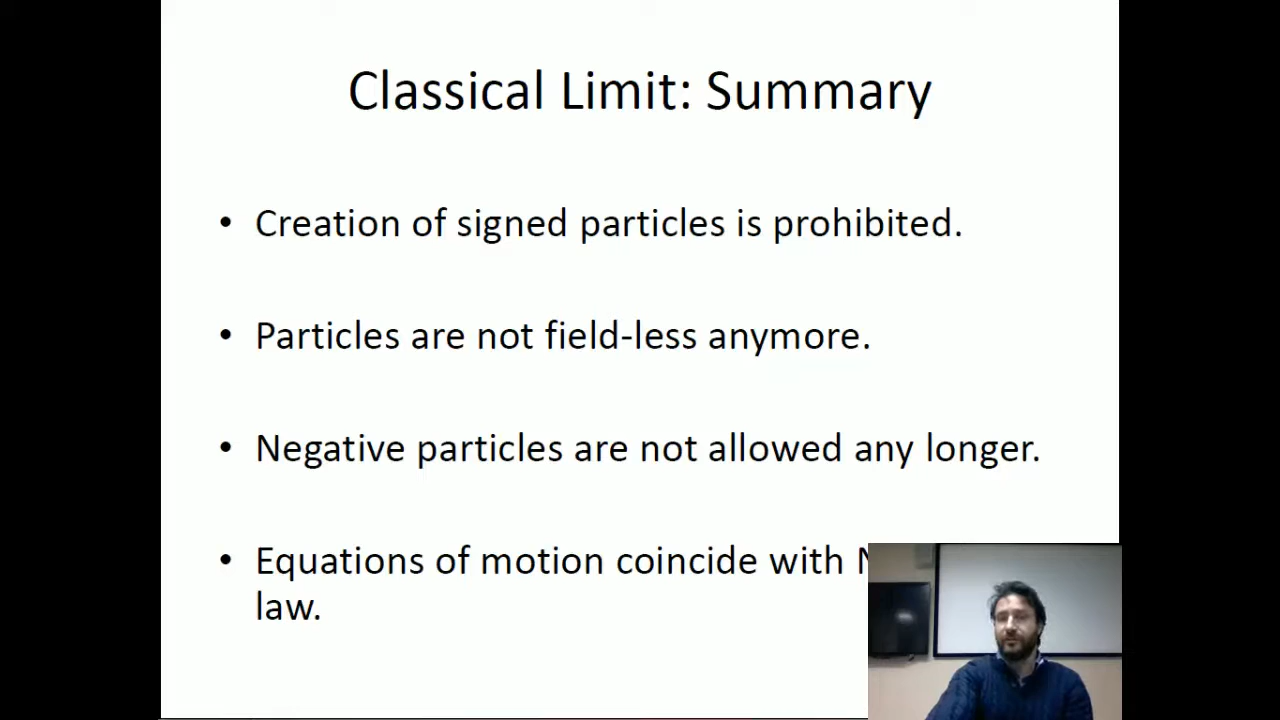 Classical Limit: Summary
• Creation of signed particles is prohibited.
• Particles are not field-less anymore.
• Negative particles are not allowed any longer.
• Equations of motion coincide with
law.